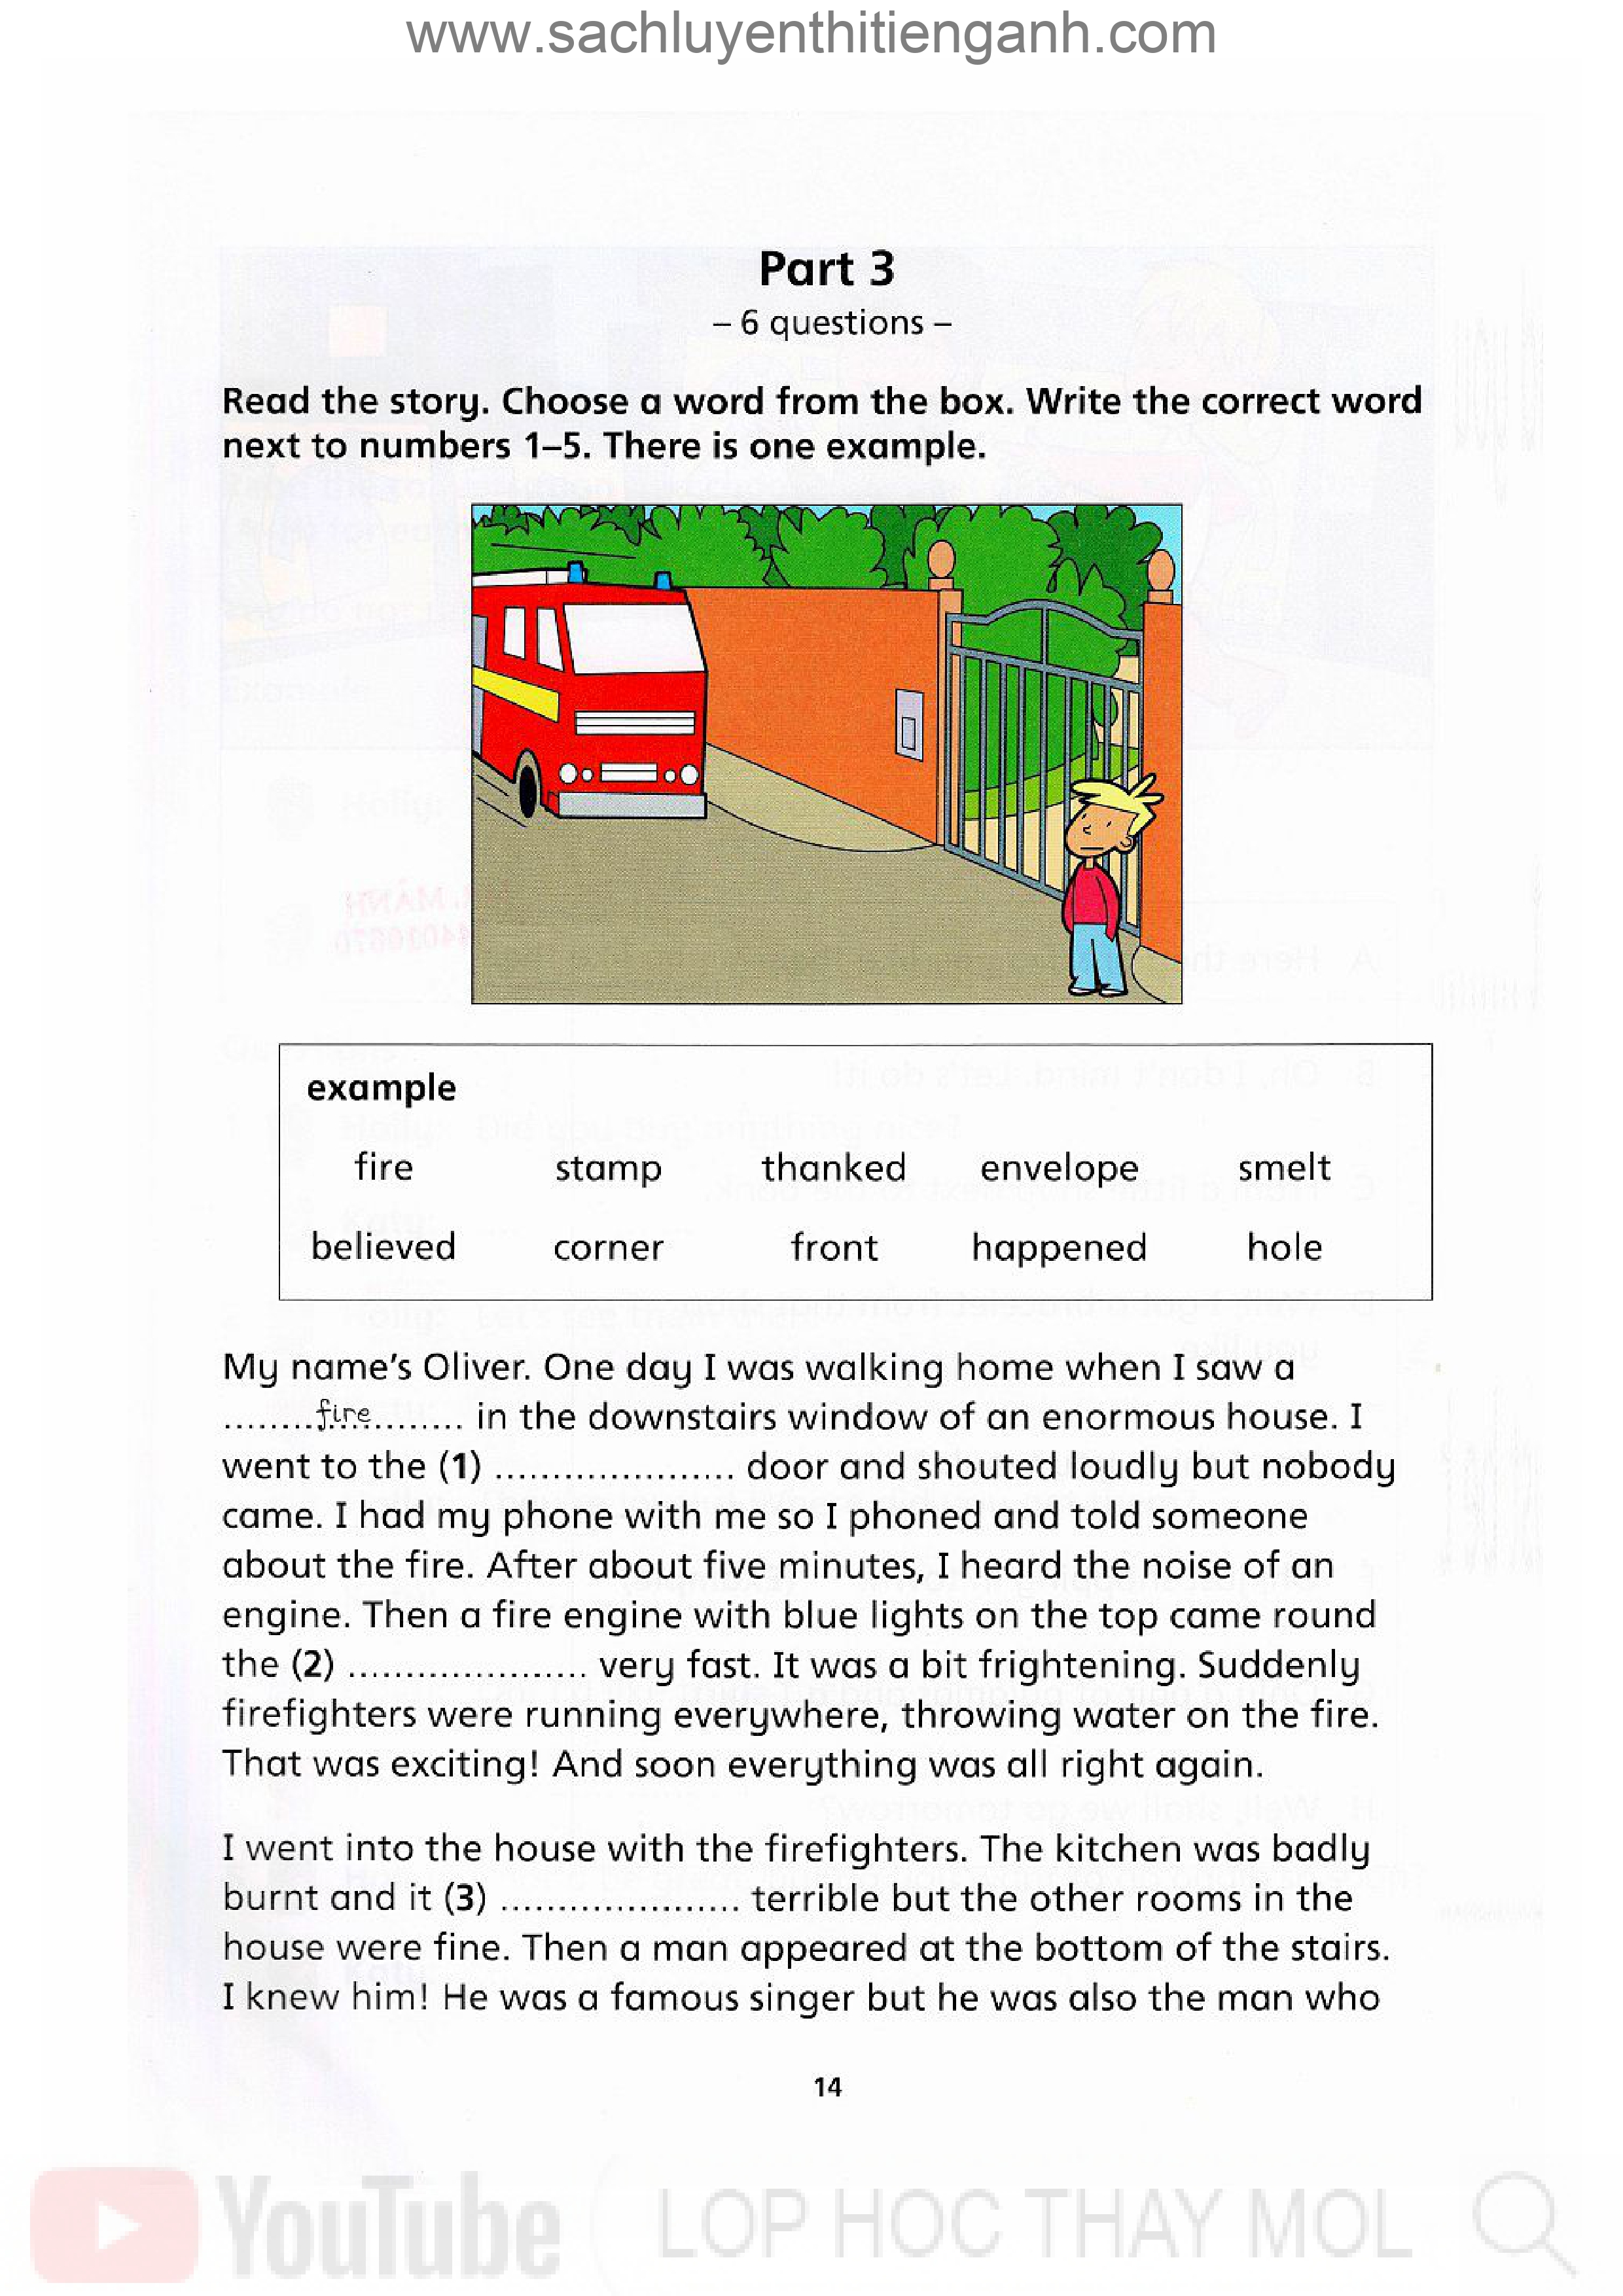 www.sachluyenthitienganh.com
Part 3
– 6 questions –
Read the story. Choose a word from the box. Write the correct word
next to numbers 1–5. There is one example.
example
fire stamp thanked envelope smelt
believed corner front happened hole
My name's Oliver. One day I was walking home when I saw a
........fire......... in the downstairs window of an enormous house. I
went to the (1) ..................... door and shouted loudly but nobody
came. I had my phone with me so I phoned and told someone
about the fire. After about five minutes, I heard the noise of an
engine. Then a fire engine with blue lights on the top came round
the (2) ..................... very fast. It was a bit frightening. Suddenly
firefighters were running everywhere, throwing water on the fire.
That was exciting! And soon everything was all right again.
I went into the house with the firefighters. The kitchen was badly
burnt and it (3) ..................... terrible but the other rooms in the
house were fine. Then a man appeared at the bottom of the stairs.
I knew him! He was a famous singer but he was also the man who
14
YouTube LOP HOC THAY MOL